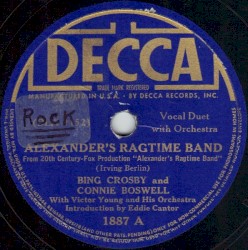 DECCA
TRADE MARK REGISTERED
MANUFACTURED IN U.S.A. BY DECCA RECORDS, INC.
Rock
Vocal Duet
with Orchestra
ALEXANDER'S RAGTIME BAND
From 20th Century-Fox Production "Alexander's Ragtime Band"
(Irving Berlin)
BING CROSBY and
CONNIE BOSWELL
With Victor Young and His Orchestra
Introduction by Eddie Cantor
1887 A